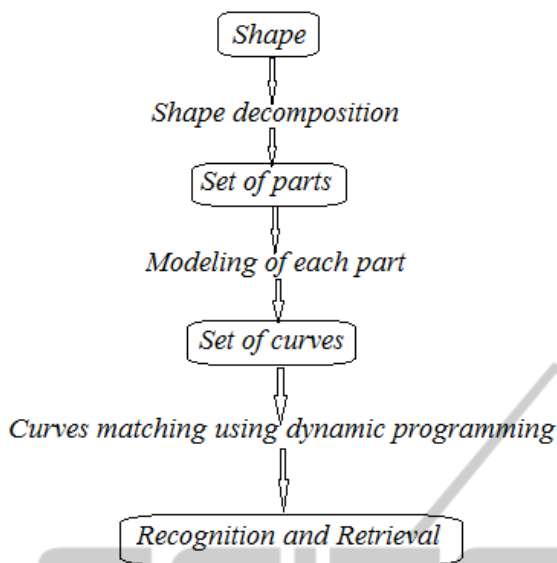 Shape
Shape decomposition
Set of parts
Modeling of each part
Set of curves
Curves matching using dynamic programming
Recognition and Retrieval